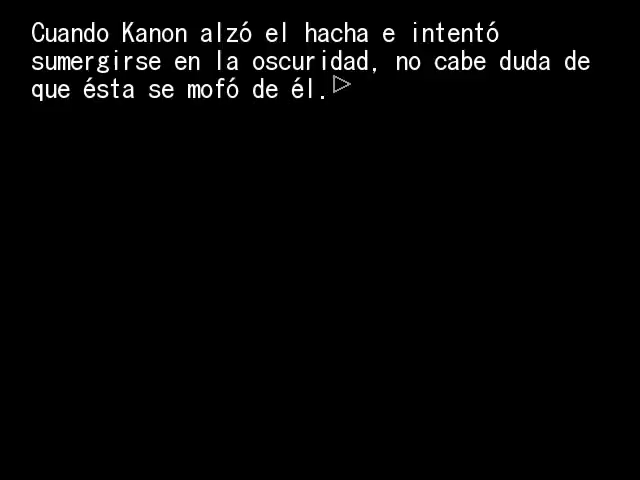 Cuando Kanon alzó el hacha e intentó
sumergirse en la oscuridad, no cabe duda de
que ésta se mofó de él.